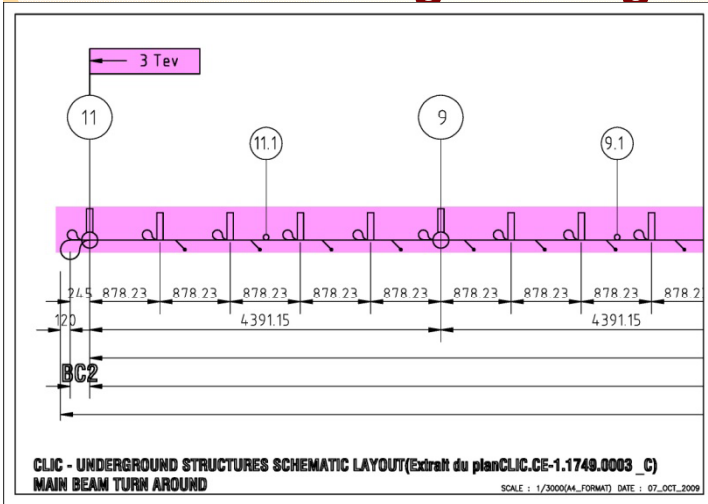 3 Tev
11
9
11.1
9.1
245 878.23 878.23 878.23 878.23 878.23 878.23 878.23 878.23
120 4391.15 4391.15
BC2
CLIC - UNDERGROUND STRUCTURES SCHEMATIC LAYOUT(Extrait du planCLIC.CE-1.1749.0003 _C)
MAIN BEAM TURN AROUND
SCALE : 1/3000(A4_FORMAT) DATE : 07_OCT_2009